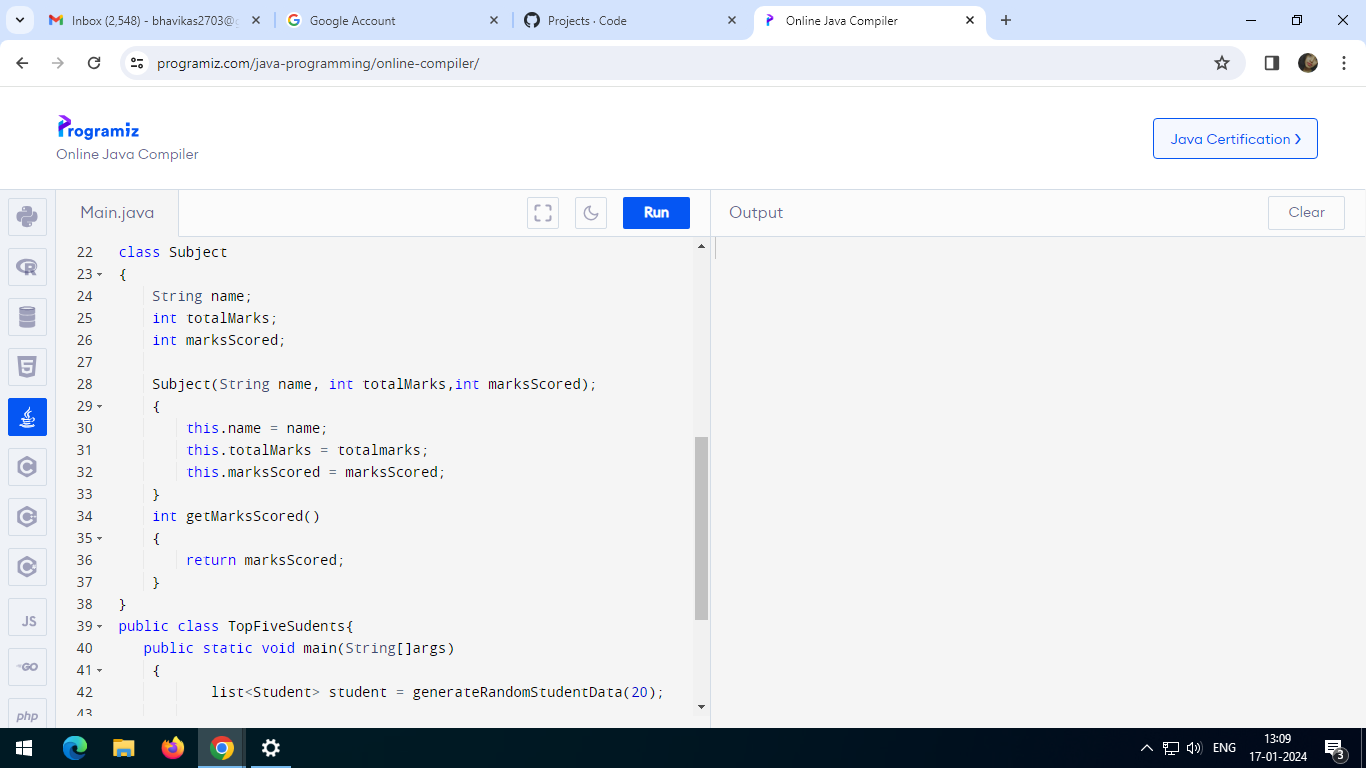 Inbox (2,548) - bhavikas2703@g
Google Account
Projects · Code
Online Java Compiler
programiz.com/java-programming/online-compiler/
Programiz
Online Java Compiler
Java Certification >
Main.java
Run
Output
Clear
22 class Subject
23 {
24 String name;
25 int totalMarks;
26 int marksScored;
27
28 Subject(String name, int totalMarks,int marksScored);
29 {
30 this.name = name;
31 this.totalMarks = totalmarks;
32 this.marksScored = marksScored;
33 }
34 int getMarksScored()
35 {
36 return marksScored;
37 }
38 }
39 public class TopFiveSudents{
40 public static void main(String[]args)
41 {
42 list<Student> student = generateRandomStudentData(20);
43
JS
GO
php
ENG
13:09
17-01-2024
3